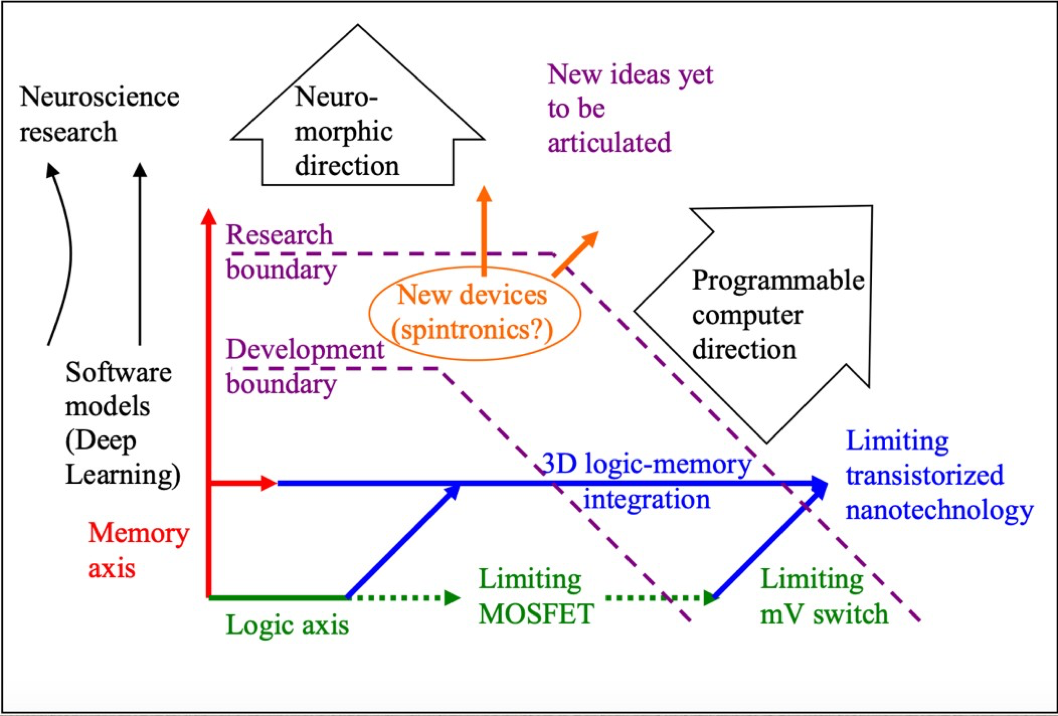 Neuroscience
research
Neuro-
morphic
direction
New ideas yet
to be
articulated
Research
boundary
New devices
(spintronics?)
Programmable
computer
direction
Development
boundary
Software
models
(Deep
Learning)
3D logic-memory
integration
Limiting
transistorized
nanotechnology
Memory
axis
Logic axis
Limiting
MOSFET
Limiting
mV switch